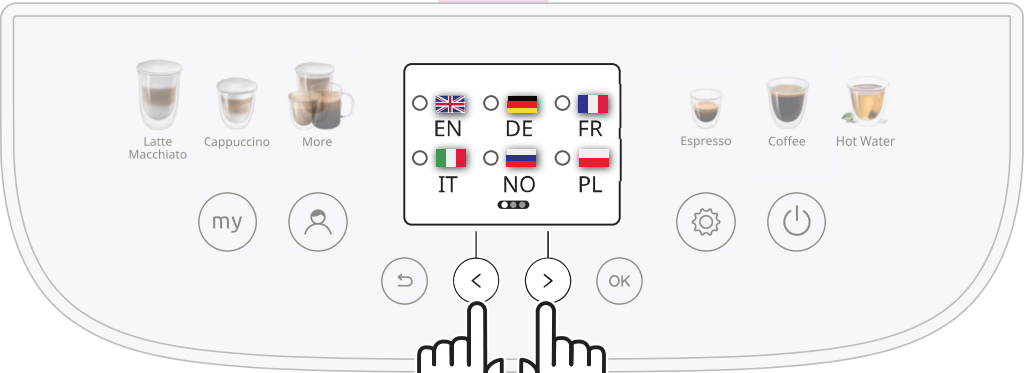 EN DE FR
IT NO PL
Latte
Macchiato
Cappuccino
More
Espresso
Coffee
Hot Water
my
OK